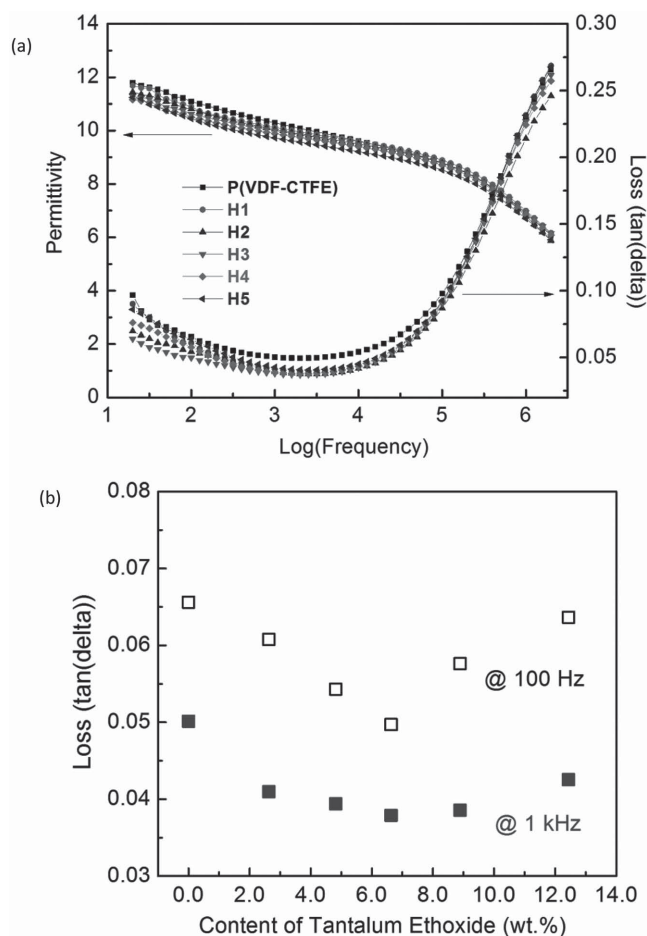 (a)
14
12
10
8
6
4
2
0
Permittivity
0.30
0.25
0.20
0.15
0.10
0.05
Loss (tan(delta))
P(VDF-CTFE)
H1
H2
H3
H4
H5
1 2 3 4 5 6
Log(Frequency)
(b)
0.08
0.07
0.06
0.05
0.04
0.03
Loss (tan(delta))
@ 100 Hz
@ 1 kHz
0.0 2.0 4.0 6.0 8.0 10.0 12.0 14.0
Content of Tantalum Ethoxide (wt.%)